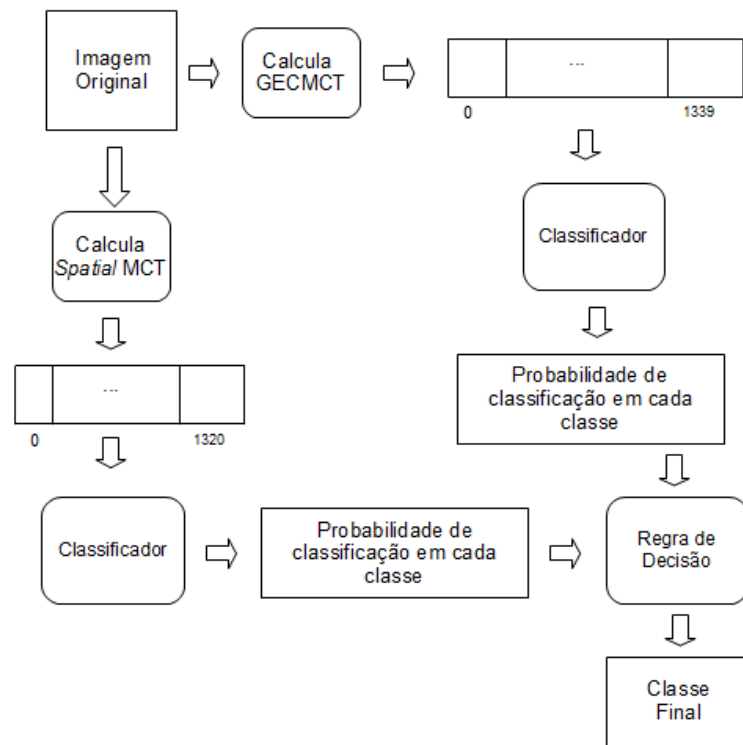 Imagem
Original
Calcula
GECMCT
...
0
1339
Calcula
Spatial MCT
Classificador
...
0
1320
Probabilidade de
classificação em cada
classe
Classificador
Probabilidade de
classificação em cada
classe
Regra de
Decisão
Classe
Final